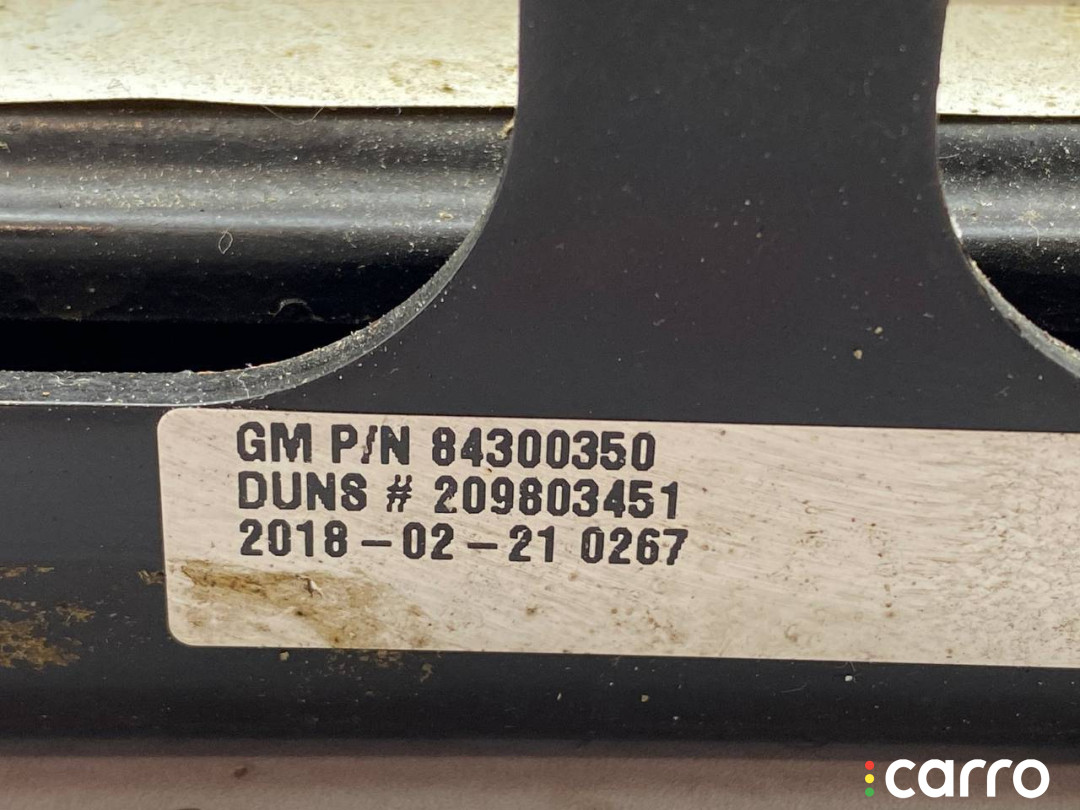 GM P/N 84300350
DUNS # 209803451
2018-02-21 0267
carro